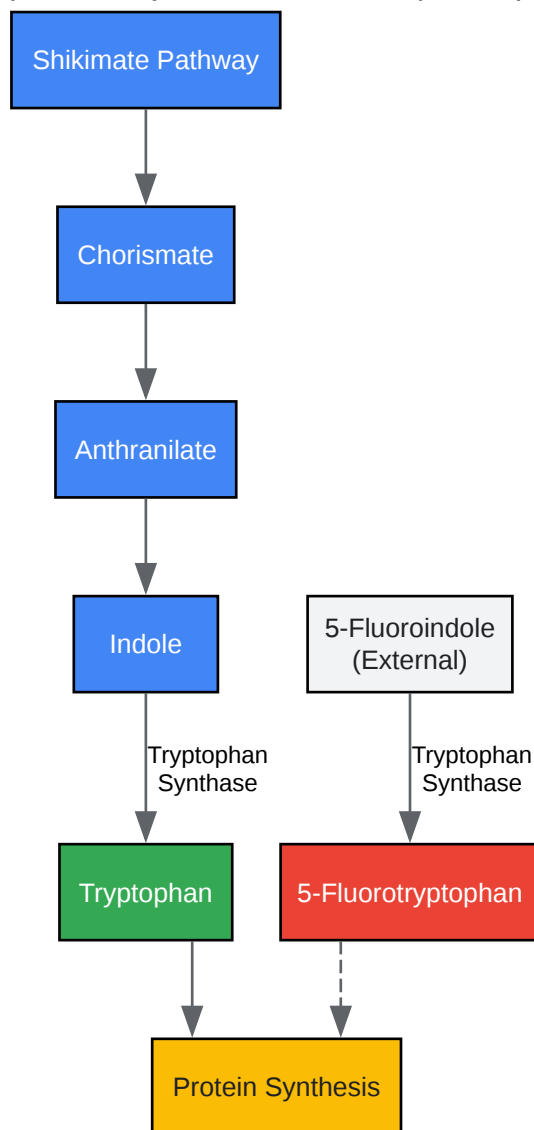 Shikimate Pathway
Chorismate
Anthranilate
Indole
5-Fluoroindole
(External)
Tryptophan
Synthase
Tryptophan
Synthase
Tryptophan
5-Fluorotryptophan
Protein Synthesis